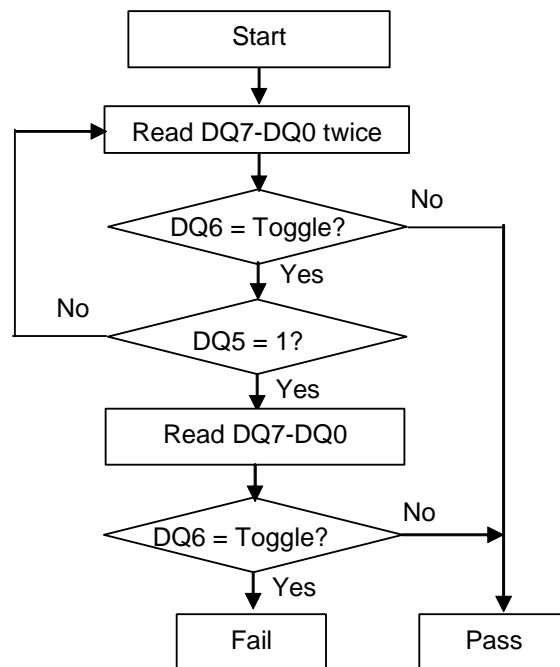 Start
Read DQ7-DQ0 twice
No
DQ6 = Toggle?
Yes
No
DQ5 = 1?
Yes
Read DQ7-DQ0
No
DQ6 = Toggle?
Yes
Fail
Pass